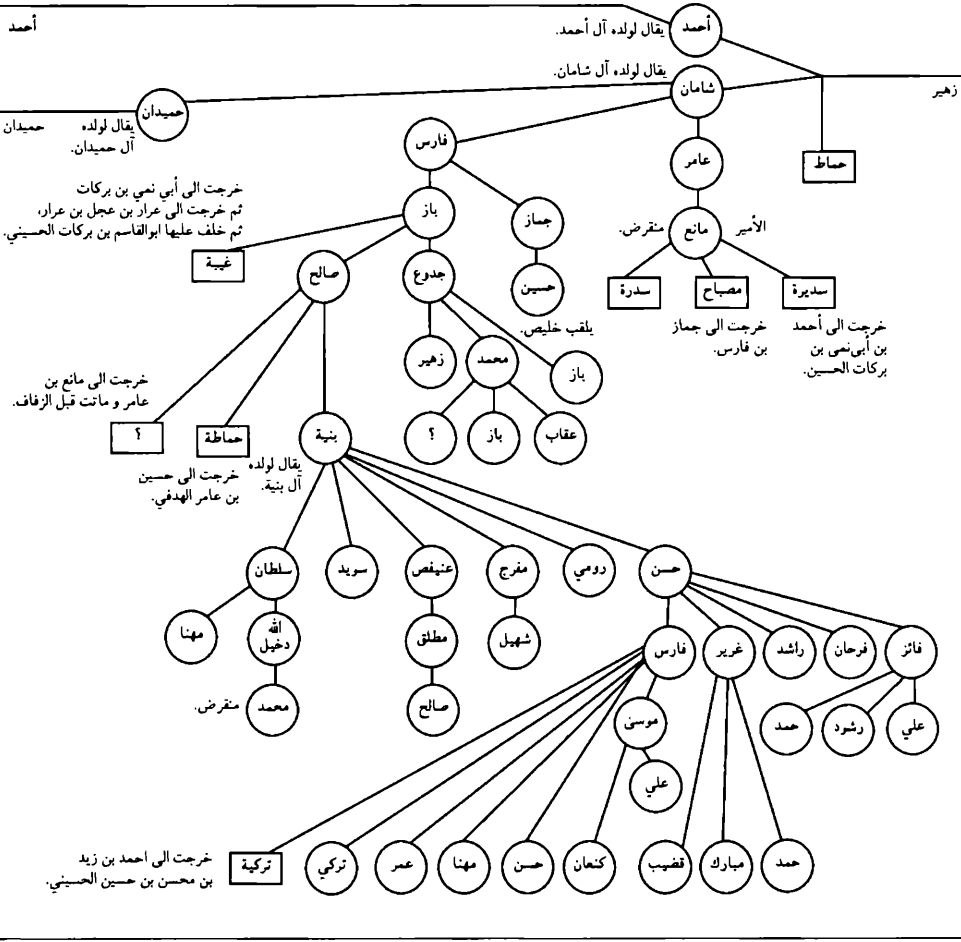 أحمد
يقال لولده آل أحمد.
أحمد
يقال لولده آل شامان.
شامان
زهير
حميدان
يقال لولده
آل حميدان.
حميدان
فارس
عامر
حماط
خرجت الى أبي نمي بن بركات
ثم خرجت الى عرار بن عجل بن عرار،
ثم خلف عليها ابوالقاسم بن بركات الحسيني.
باز
جماز
الأمير
مانع
منقرض.
غيبة
صالح
جدوع
حسين
يلقب خليص.
سديرة
مصباح
سدرة
خرجت الى أحمد
بن أبي‌نمي بن
بركات الحسين.
خرجت الى جماز
بن فارس.
باز
محمد
زهير
خرجت الى مانع بن
عامر و ماتت قبل الزفاف.
؟
حماطة
خرجت الى حسين
بن عامر الهدفي.
بنية
يقال لولده
آل بنية.
عقاب
باز
؟
حسن
رومي
مفرج
عنيفص
سويد
سلطان
فائز
فرحان
راشد
غرير
فارس
شهيل
مطلق
الله
دخيل
مهنا
علي
رشود
حمد
موسى
صالح
محمد
منقرض.
علي
حمد
مبارك
قضيب
كنعان
حسن
مهنا
عمر
تركي
تركية
خرجت الى احمد بن زيد
بن محسن بن حسين الحسيني.